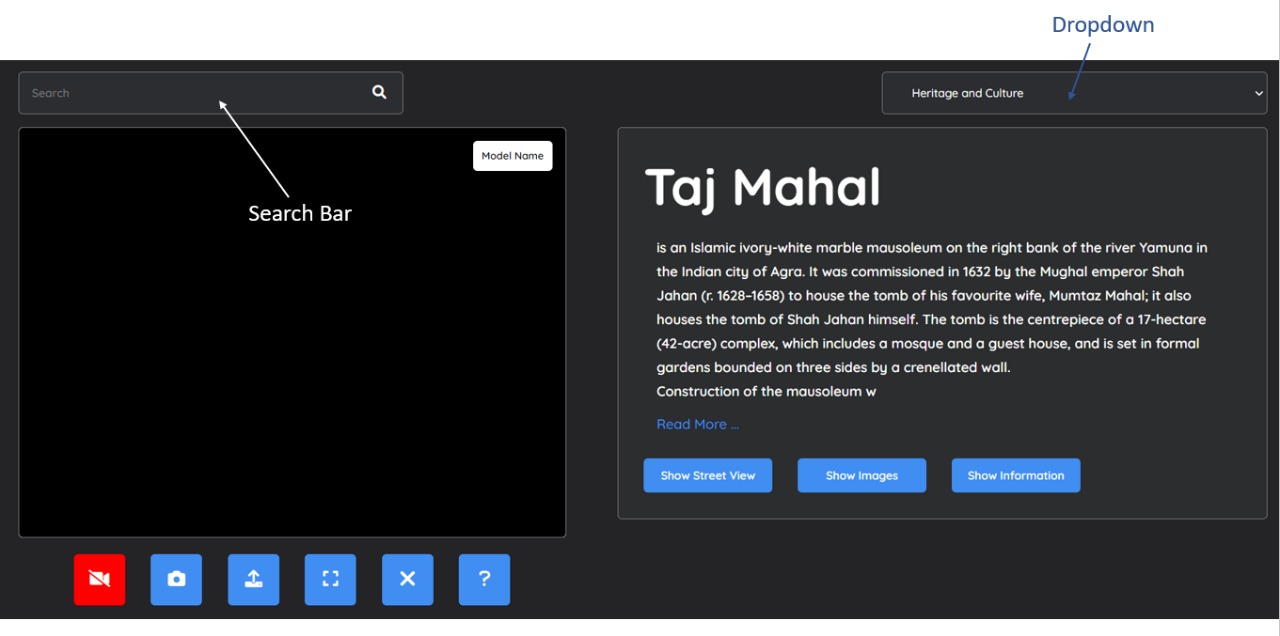 Dropdown
Search
Heritage and Culture
Model Name
Search Bar
Taj Mahal
is an Islamic ivory-white marble mausoleum on the right bank of the river Yamuna in
the Indian city of Agra. It was commissioned in 1632 by the Mughal emperor Shah
Jahan (r. 1628–1658) to house the tomb of his favourite wife, Mumtaz Mahal; it also
houses the tomb of Shah Jahan himself. The tomb is the centrepiece of a 17-hectare
(42-acre) complex, which includes a mosque and a guest house, and is set in formal
gardens bounded on three sides by a crenellated wall.
Construction of the mausoleum w
Read More ...
Show Street View
Show Images
Show Information
?